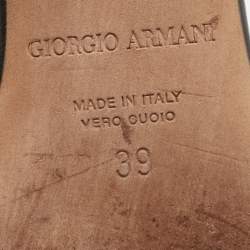 GIORGIO ARMANI
MADE IN ITALY
VERO CUOIO
39